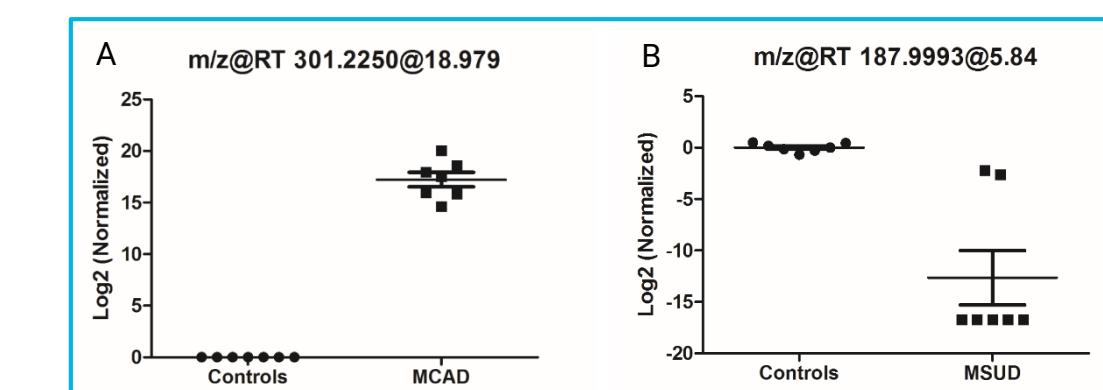 A
m/z@RT 301.2250@18.979
Log2 (Normalized)
25
20
15
10
5
0
Controls
MCAD
B
m/z@RT 187.9993@5.84
Log2 (Normalized)
5
0
-5
-10
-15
-20
Controls
MSUD